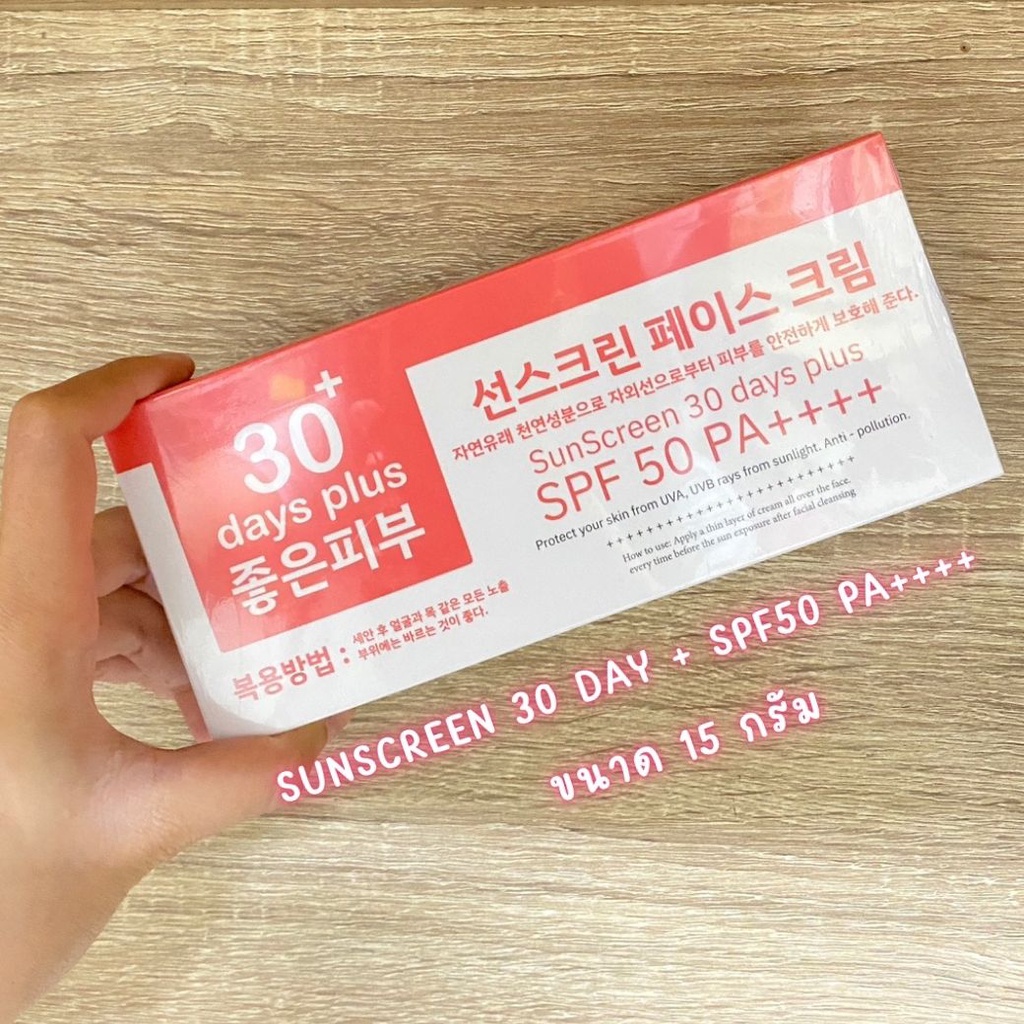 30+
days plus
좋은피부
복용방법 :
세안 후 얼굴과 목 같은 모든 노출
부위에는 바르는 것이 좋다.
선스크린 페이스 크림
자연유래 천연성분으로 자외선으로부터 피부를 안전하게 보호해 준다.
SunScreen 30 days plus
SPF 50 PA++++
Protect your skin from UVA, UVB rays from sunlight. Anti - pollution.
++++++++++++++++++++++
How to use: Apply a thin layer of cream all over the face.
every time before the sun exposure after facial cleansing
SUNSCREEN 30 DAY + SPF50 PA++++
ขนาด 15 กรัม